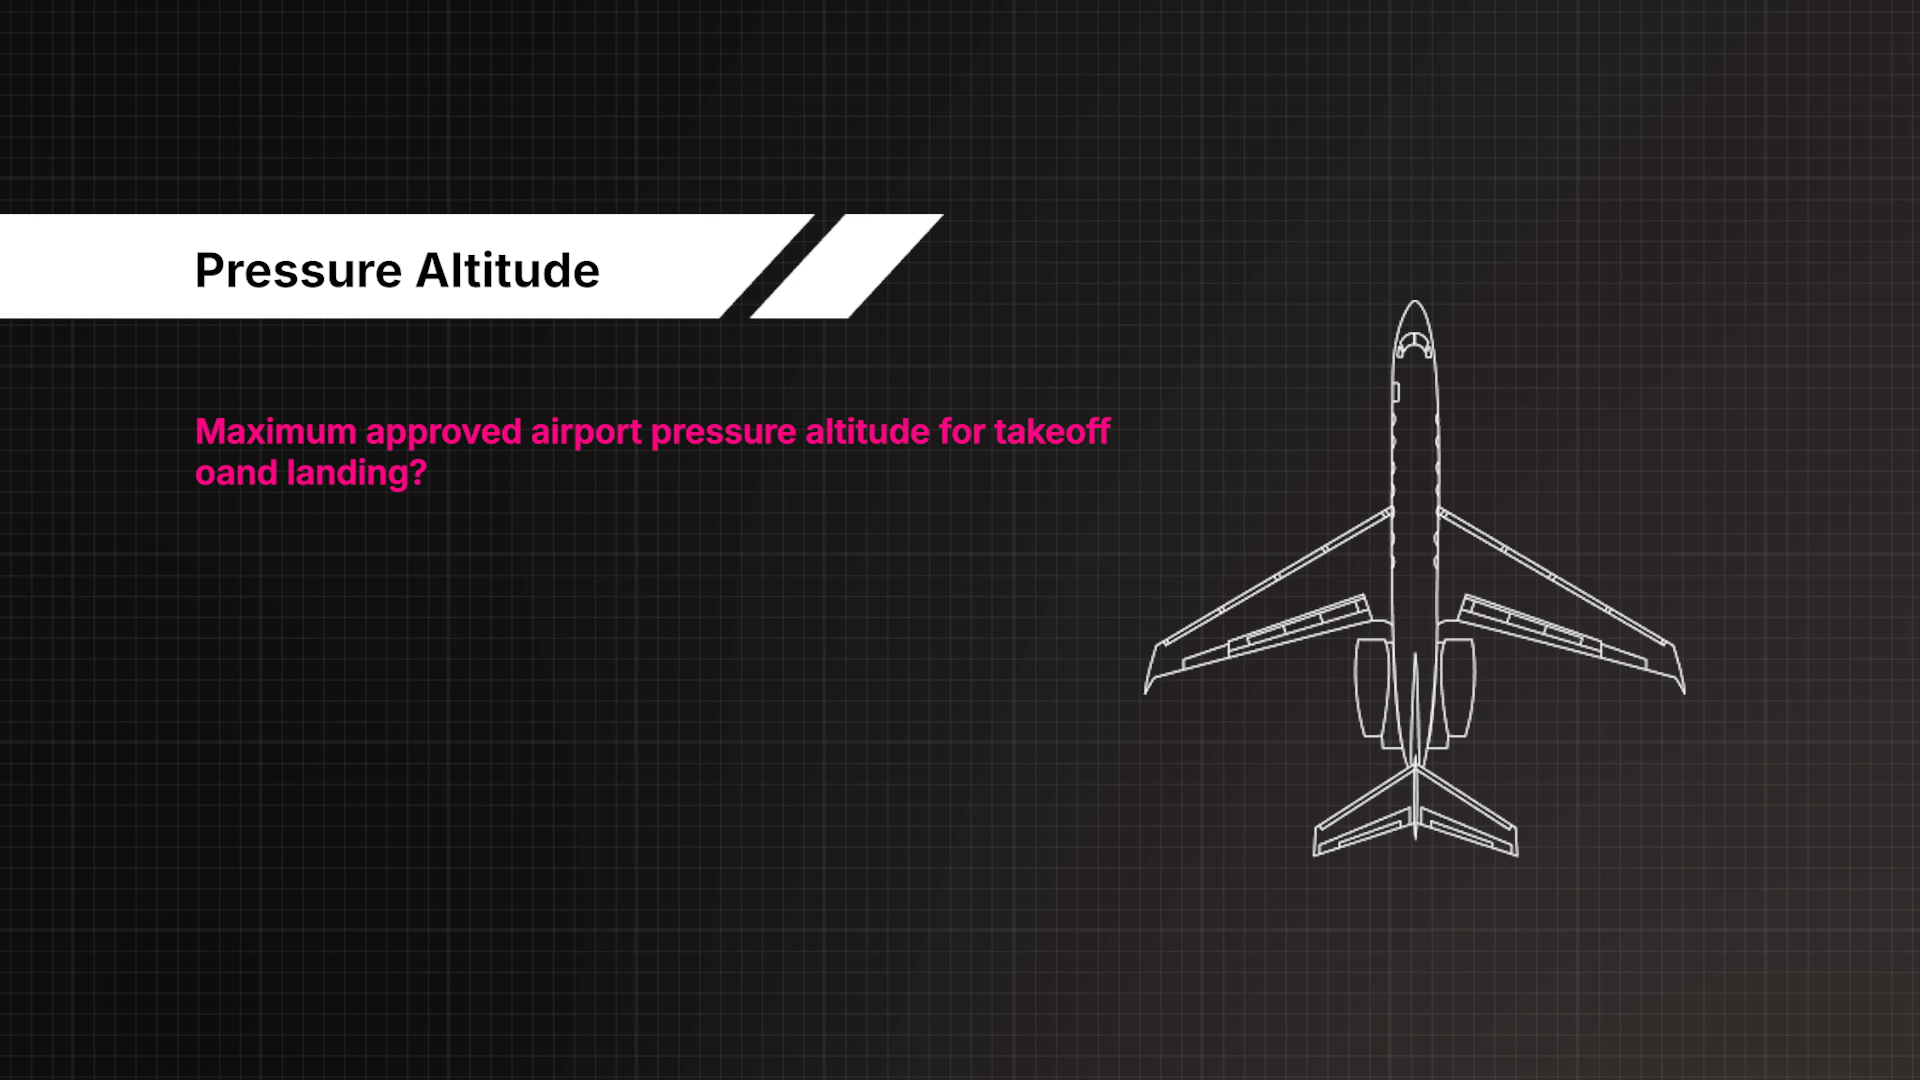 Pressure Altitude
Maximum approved airport pressure altitude for takeoff
oand landing?